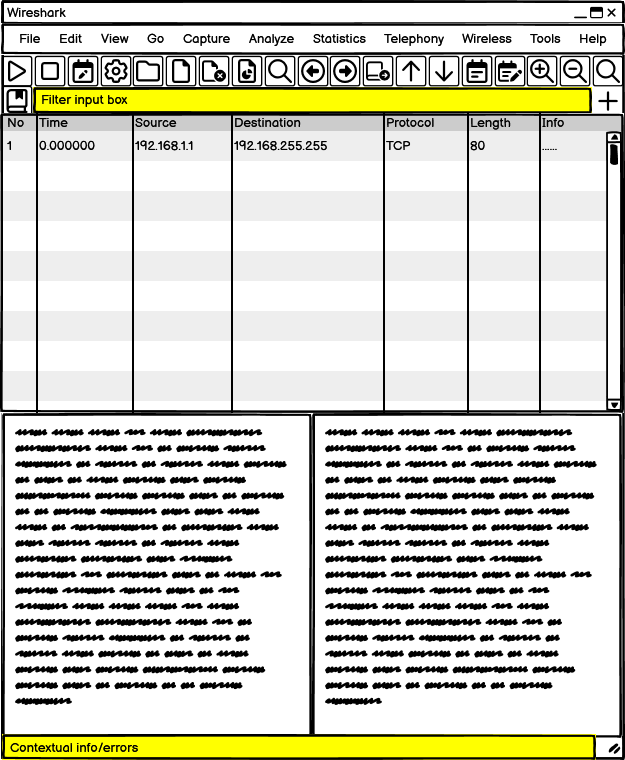 Wireshark
File Edit View Go Capture Analyze Statistics Telephony Wireless Tools Help
Filter input box
No Time Source Destination Protocol Length Info
1 0.000000 192.168.1.1 192.168.255.255 TCP 80 ......
Contextual info/errors